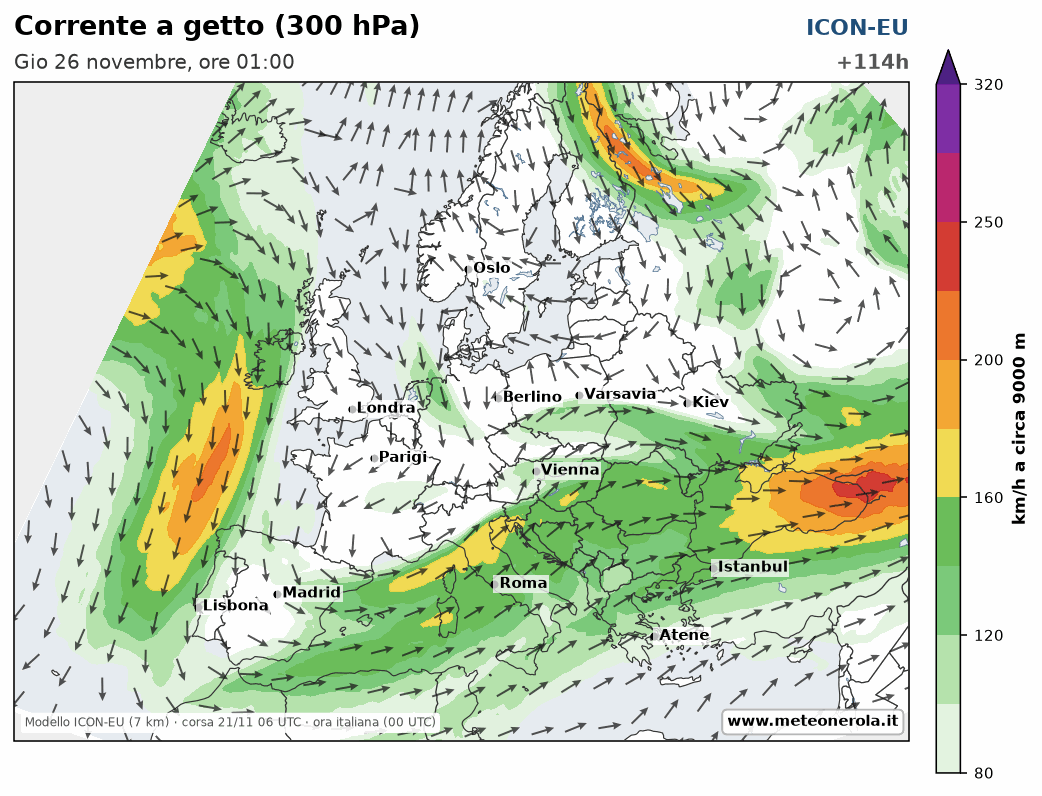 Corrente a getto (300 hPa)
ICON-EU
Gio 26 novembre, ore 01:00
+114h
320
250
200
160
120
80
km/h a circa 9000 m
Oslo
Londra
Berlino
Varsavia
Kiev
Parigi
Vienna
Istanbul
Roma
Madrid
Lisbona
Atene
Modello ICON-EU (7 km) · corsa 21/11 06 UTC · ora italiana (00 UTC)
www.meteonerola.it